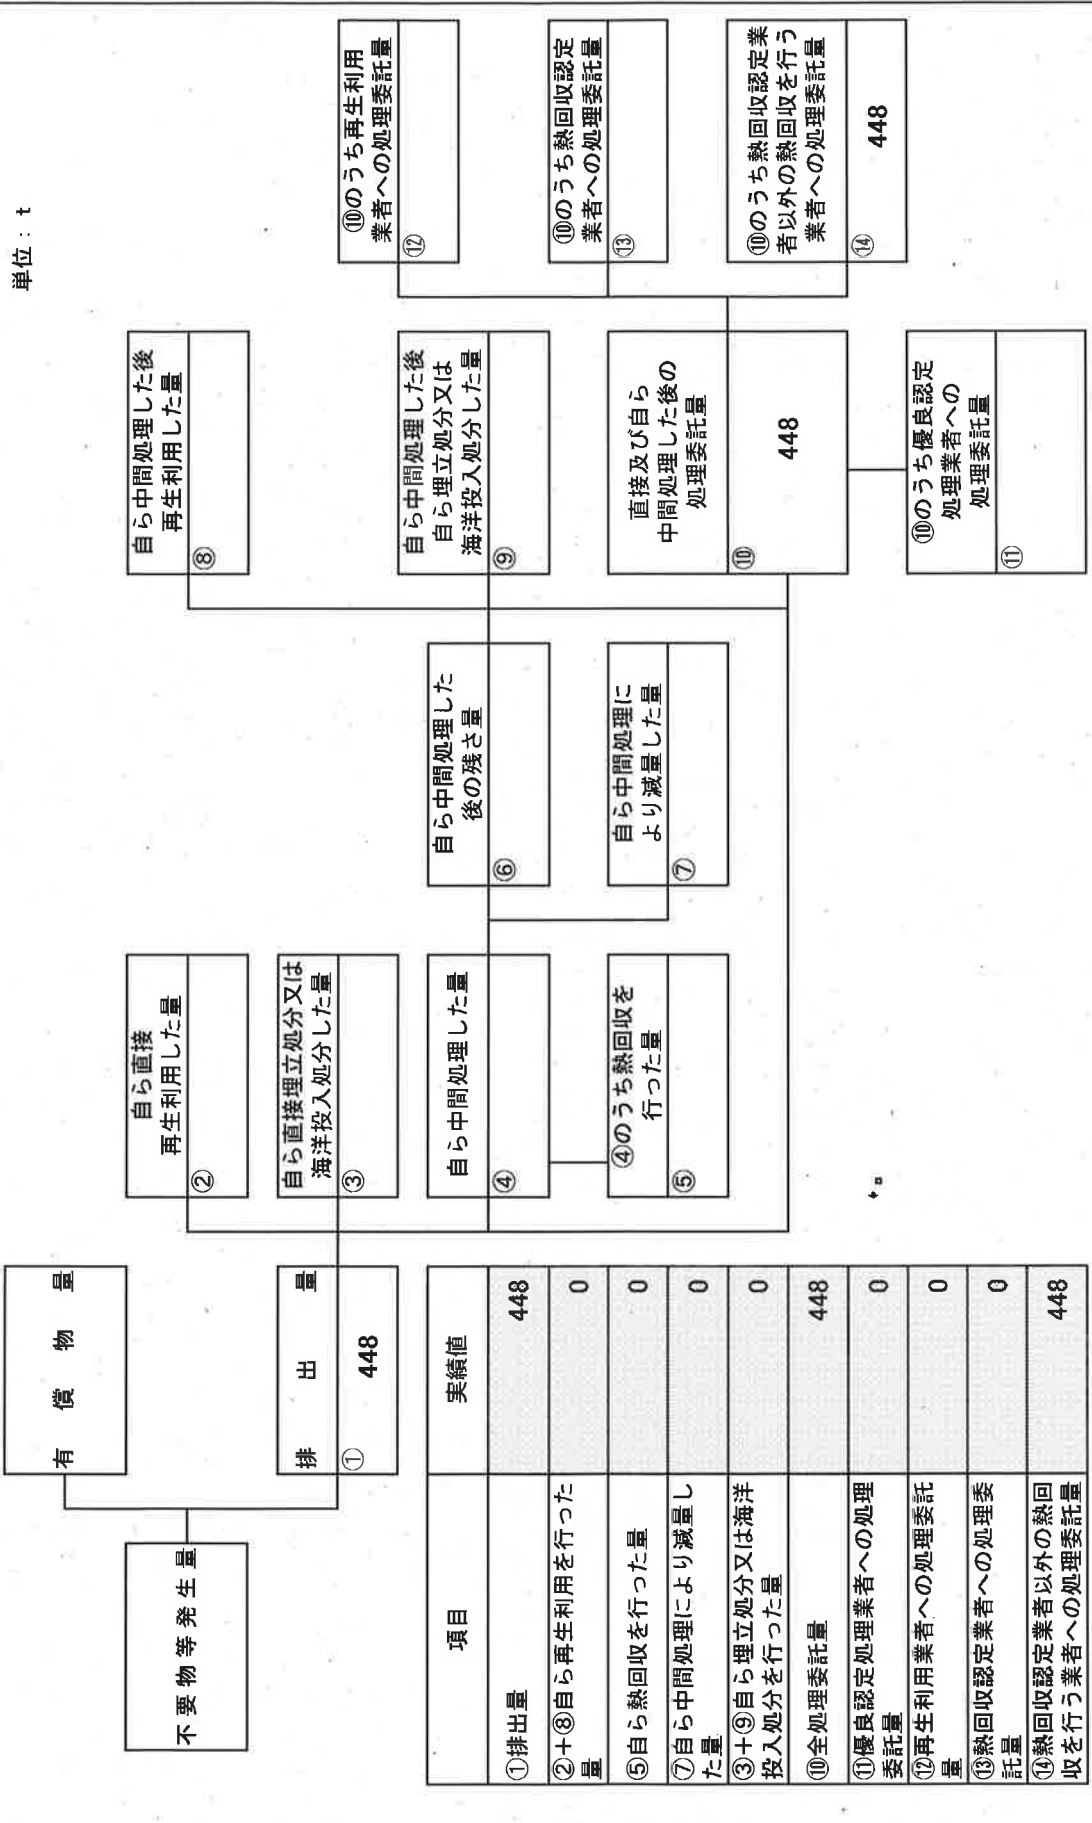 単位：t
有償物量
不要物等発生量
排出量
①
448
自ら直接
再生利用した量
②
自ら直接埋立処分又は
海洋投入処分した量
③
自ら中間処理した量
④
④のうち熱回収を
行った量
⑤
自ら中間処理した
後の残さ量
⑥
自ら中間処理に
より減量した量
⑦
自ら中間処理した後
再生利用した量
⑧
自ら中間処理した後
自ら埋立処分又は
海洋投入処分した量
⑨
直接及び自ら
中間処理した後の
処理委託量
⑩
448
⑩のうち優良認定
処理業者への
処理委託量
⑪
⑩のうち再生利用
業者への処理委託量
⑫
⑩のうち熱回収認定
業者への処理委託量
⑬
⑩のうち熱回収認定業
者以外の熱回収を行う
業者への処理委託量
⑭
448
項目 実績値
①排出量 448
②＋⑧自ら再生利用を行った
量 0
⑤自ら熱回収を行った量 0
⑦自ら中間処理により減量し
た量 0
③＋⑨自ら埋立処分又は海洋
投入処分を行った量 0
⑩全処理委託量 448
⑪優良認定処理業者への処理
委託量 0
⑫再生利用業者への処理委託
量 0
⑬熱回収認定業者への処理委
託量 0
⑭熱回収認定業者以外の熱回
収を行う業者への処理委託量 448